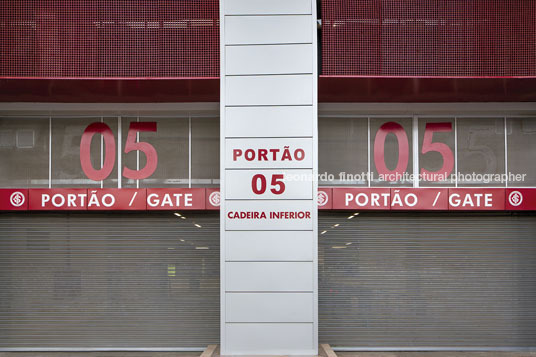 05
PORTÃO / GATE
PORTÃO
05
CADEIRA INFERIOR
05
PORTÃO / GATE
leonardo finotti architectural photographer